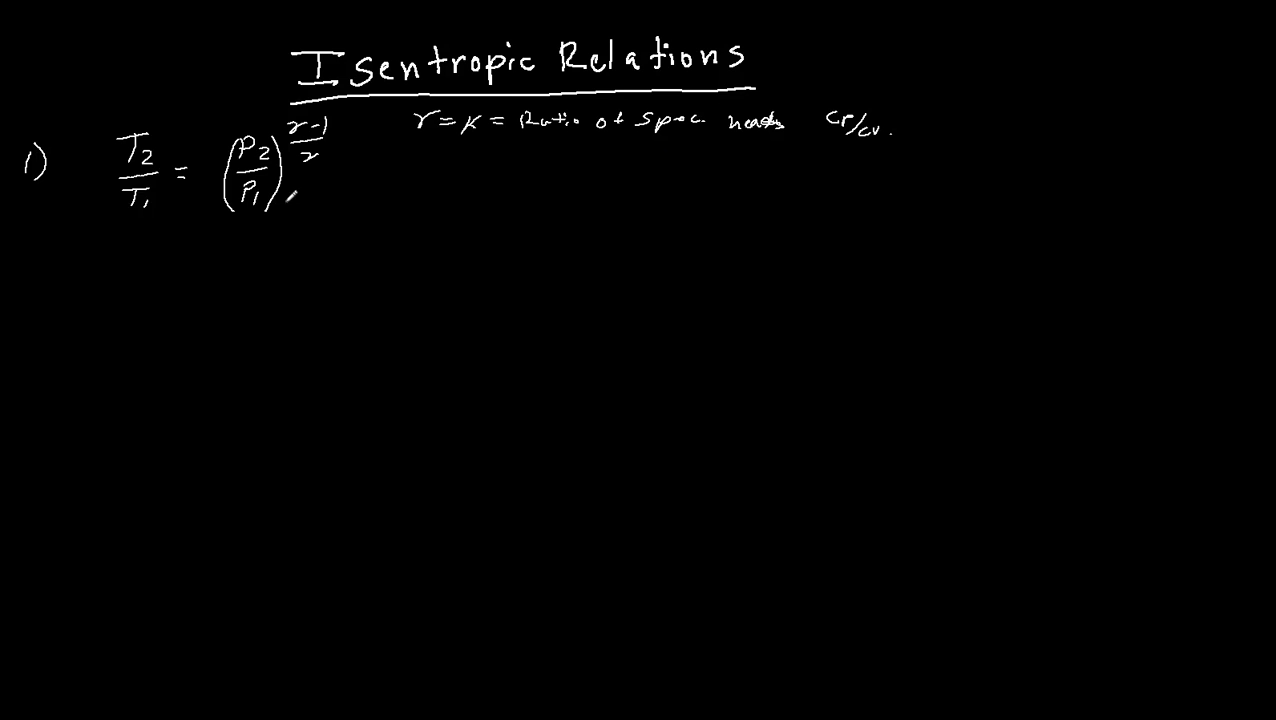 Isentropic Relations
γ = κ = Ratio of spec. heats cp/cv.
1) T2/T1 = (P2/P1)^((γ-1)/γ)